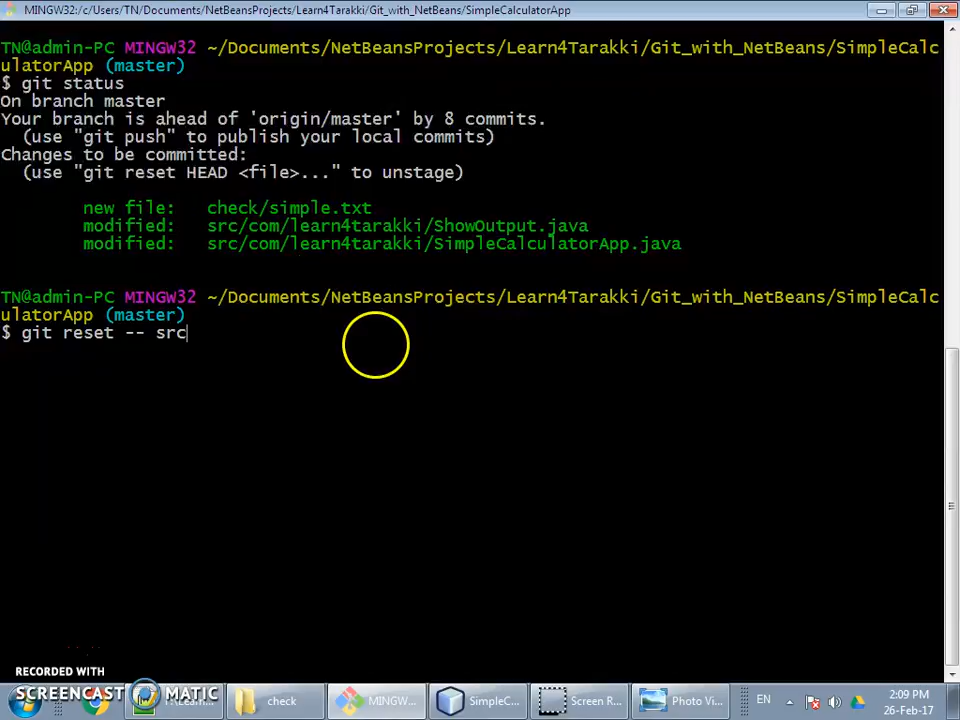 MINGW32:/c/Users/TN/Documents/NetBeansProjects/Learn4Tarakki/Git_with_NetBeans/SimpleCalculatorApp
TN@admin-PC MINGW32 ~/Documents/NetBeansProjects/Learn4Tarakki/Git_with_NetBeans/SimpleCalc
ulatorApp (master)
$ git status
On branch master
Your branch is ahead of 'origin/master' by 8 commits.
(use "git push" to publish your local commits)
Changes to be committed:
(use "git reset HEAD <file>..." to unstage)
new file: check/simple.txt
modified: src/com/learn4tarakki/ShowOutput.java
modified: src/com/learn4tarakki/SimpleCalculatorApp.java
TN@admin-PC MINGW32 ~/Documents/NetBeansProjects/Learn4Tarakki/Git_with_NetBeans/SimpleCalc
ulatorApp (master)
$ git reset -- src
RECORDED WITH
SCREENCAST MATIC
check
MINGW...
SimpleC...
Screen R...
Photo Vi...
EN
2:09 PM
26-Feb-17